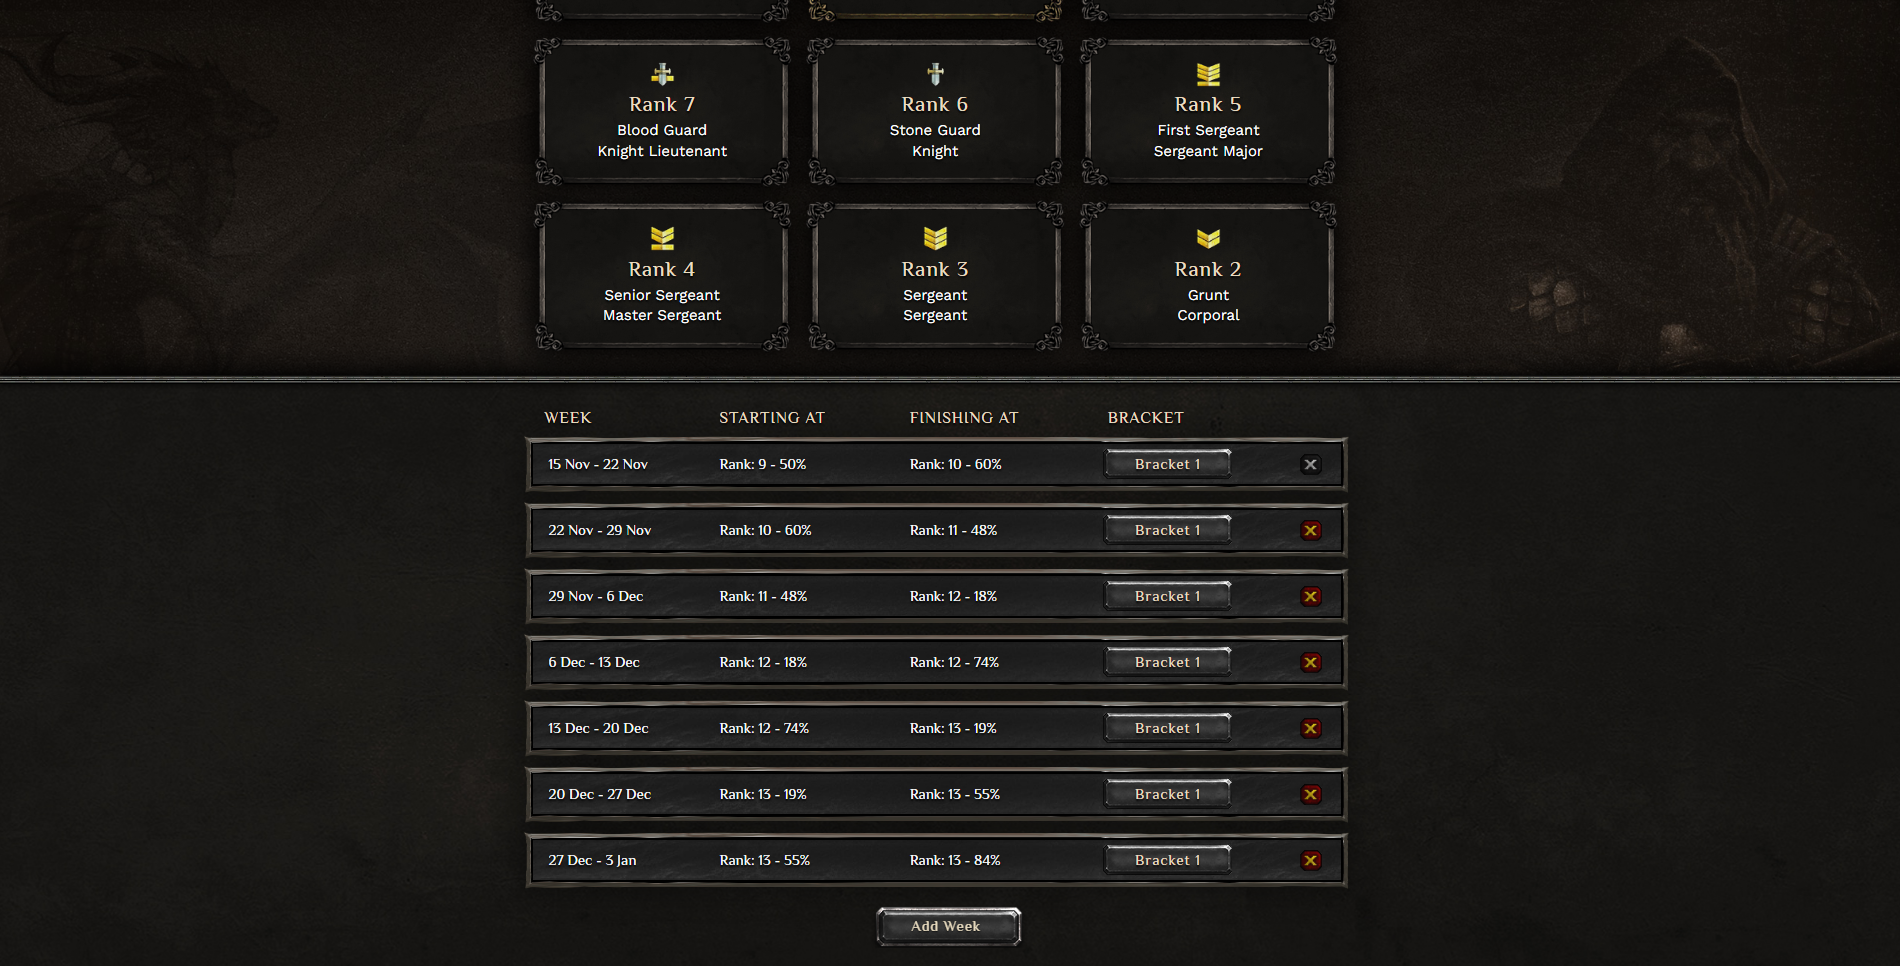 Rank 7
Blood Guard
Knight Lieutenant
Rank 6
Stone Guard
Knight
Rank 5
First Sergeant
Sergeant Major
Rank 4
Senior Sergeant
Master Sergeant
Rank 3
Sergeant
Sergeant
Rank 2
Grunt
Corporal
WEEK STARTING AT FINISHING AT BRACKET
15 Nov - 22 Nov Rank: 9 - 50% Rank: 10 - 60% Bracket 1
22 Nov - 29 Nov Rank: 10 - 60% Rank: 11 - 48% Bracket 1
29 Nov - 6 Dec Rank: 11 - 48% Rank: 12 - 18% Bracket 1
6 Dec - 13 Dec Rank: 12 - 18% Rank: 12 - 74% Bracket 1
13 Dec - 20 Dec Rank: 12 - 74% Rank: 13 - 19% Bracket 1
20 Dec - 27 Dec Rank: 13 - 19% Rank: 13 - 55% Bracket 1
27 Dec - 3 Jan Rank: 13 - 55% Rank: 13 - 84% Bracket 1
Add Week